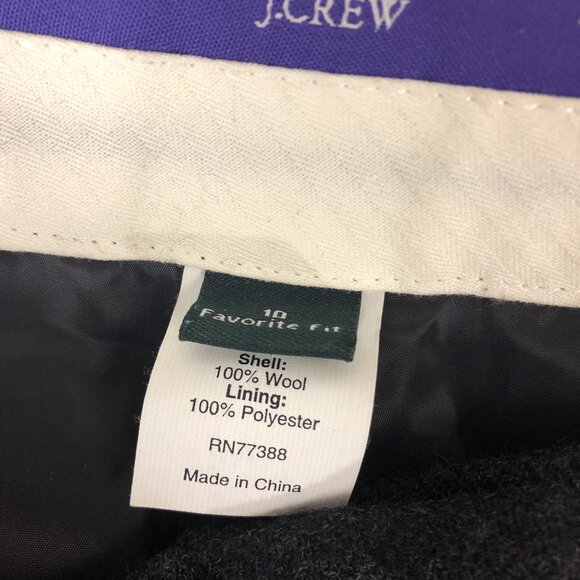 J.CREW
10
Favorite Fit
Shell:
100% Wool
Lining:
100% Polyester
RN77388
Made in China